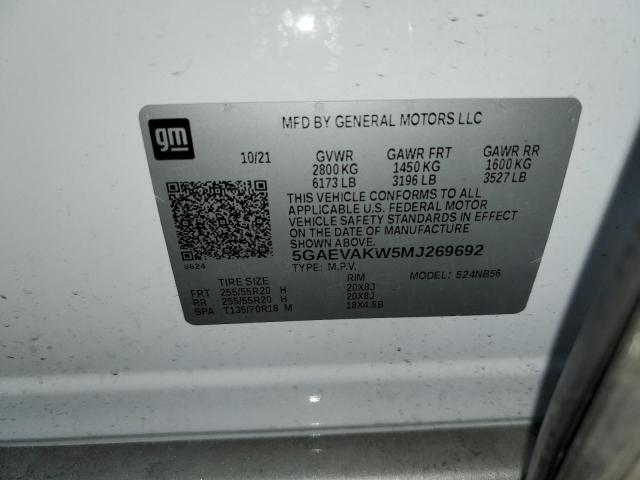 gm
MFD BY GENERAL MOTORS LLC
10/21 GVWR GAWR FRT GAWR RR
2800 KG 1450 KG 1600 KG
6173 LB 3196 LB 3527 LB
THIS VEHICLE CONFORMS TO ALL
APPLICABLE U.S. FEDERAL MOTOR
VEHICLE SAFETY STANDARDS IN EFFECT
ON THE DATE OF MANUFACTURE
SHOWN ABOVE.
5GAEVAKW5MJ269692
TYPE: M.P.V. MODEL: 524NB56
TIRE SIZE RIM
FRT 255/55R20 H 20X8J
RR 255/55R20 H 20X8J
SPA T135/70R18 M 18X4.5B